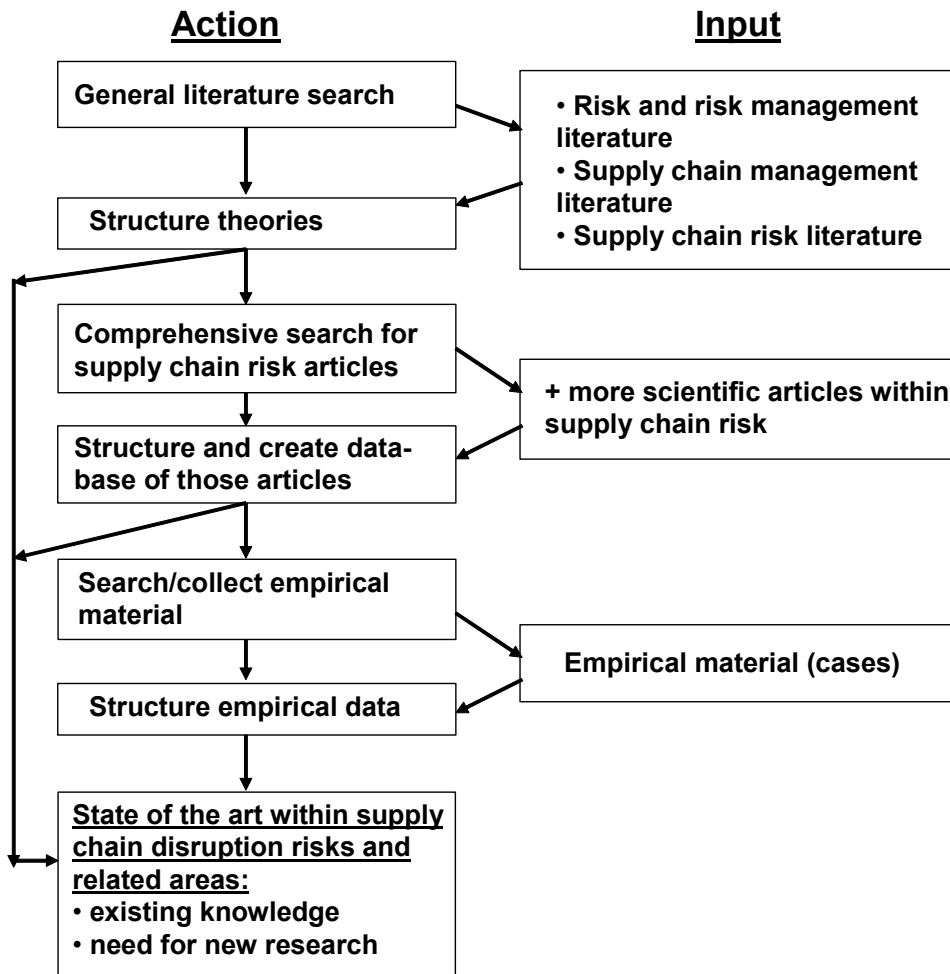 Action
Input
General literature search
• Risk and risk management
literature
• Supply chain management
literature
• Supply chain risk literature
Structure theories
Comprehensive search for
supply chain risk articles
+ more scientific articles within
supply chain risk
Structure and create data-
base of those articles
Search/collect empirical
material
Empirical material (cases)
Structure empirical data
State of the art within supply
chain disruption risks and
related areas:
• existing knowledge
• need for new research